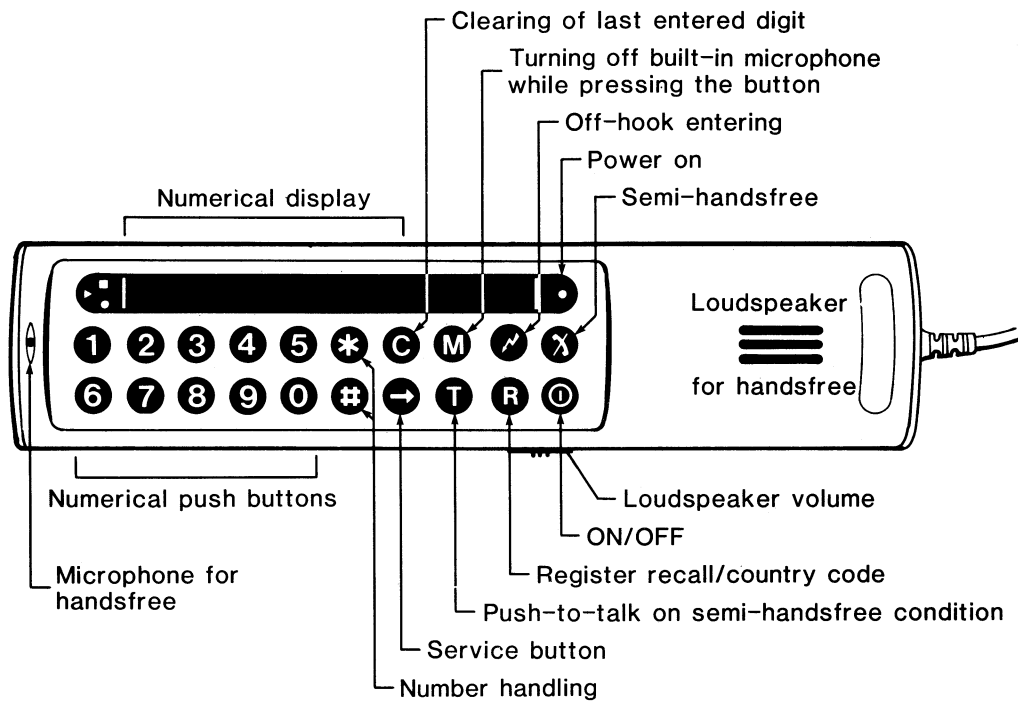 Clearing of last entered digit
Turning off built-in microphone
while pressing the button
Off-hook entering
Power on
Numerical display
Semi-handsfree
Loudspeaker
1 2 3 4 5 * C M
for handsfree
6 7 8 9 0 # → T R
Numerical push buttons
Loudspeaker volume
ON/OFF
Microphone for
handsfree
Register recall/country code
Push-to-talk on semi-handsfree condition
Service button
Number handling